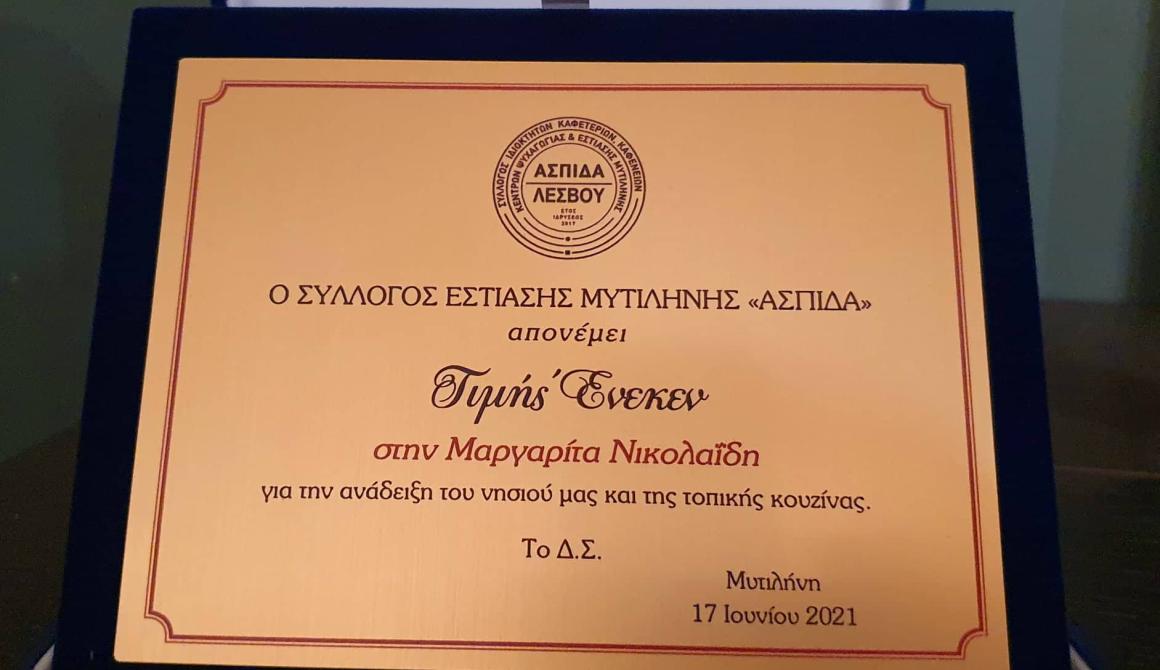 ΣΥΛΛΟΓΟΣ ΙΔΙΟΚΤΗΤΩΝ ΚΑΦΕΤΕΡΙΩΝ, ΚΑΦΕΝΕΙΩΝ
ΚΕΝΤΡΩΝ ΨΥΧΑΓΩΓΙΑΣ & ΕΣΤΙΑΣΗΣ ΜΥΤΙΛΗΝΗΣ
ΑΣΠΙΔΑ
ΛΕΣΒΟΥ
ΕΤΟΣ
ΙΔΡΥΣΕΩΣ
2017
Ο ΣΥΛΛΟΓΟΣ ΕΣΤΙΑΣΗΣ ΜΥΤΙΛΗΝΗΣ «ΑΣΠΙΔΑ»
απονέμει
Τιμής Ένεκεν
στην Μαργαρίτα Νικολαΐδη
για την ανάδειξη του νησιού μας και της τοπικής κουζίνας.
Το Δ.Σ.
Μυτιλήνη
17 Ιουνίου 2021